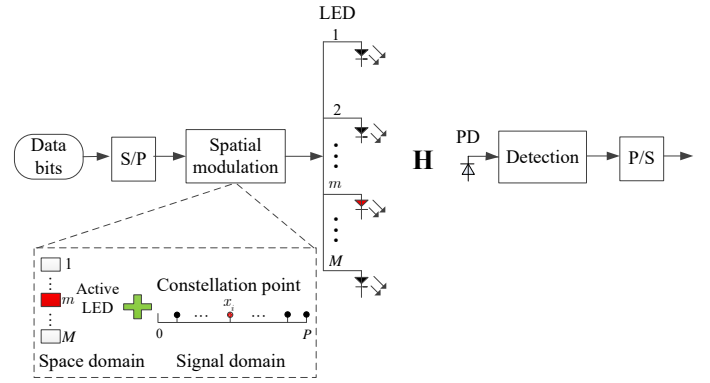 LED
1
2
m
M
Data
bits
S/P
Spatial
modulation
H
PD
Detection
P/S
1
m
M
Active
LED
Constellation point
...
...
0
P
Space domain
Signal domain